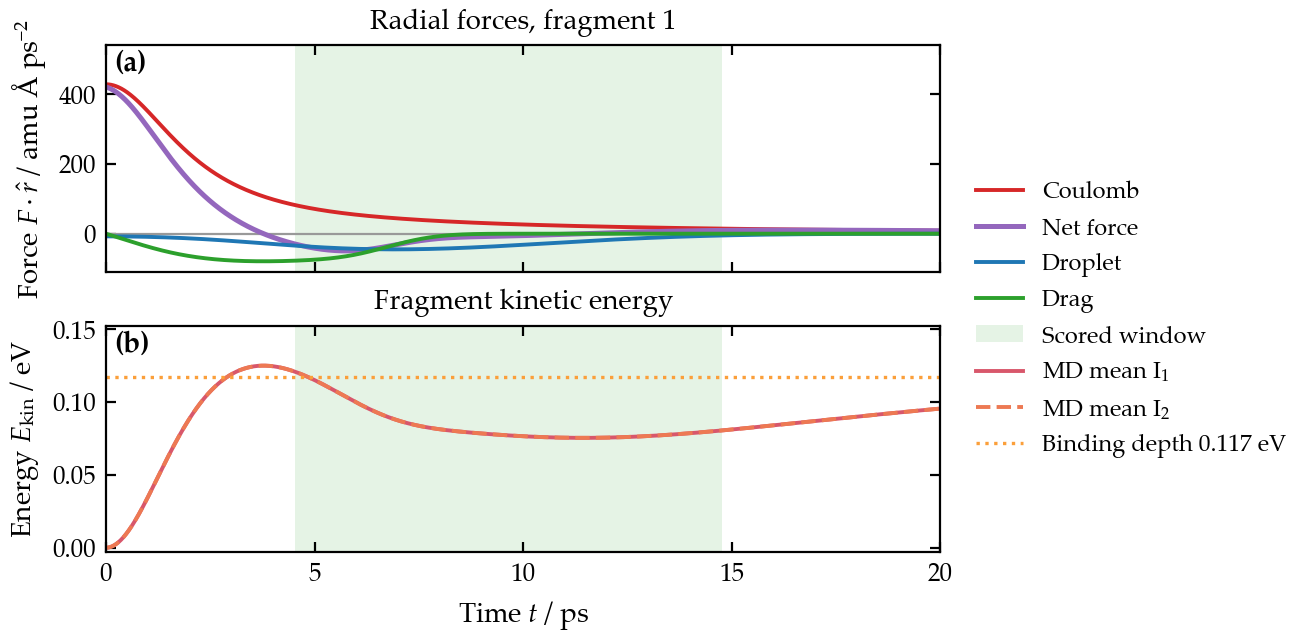 Radial forces, fragment 1
(a)
Force F · r̂ / amu Å ps⁻²
400
200
0
Fragment kinetic energy
(b)
Energy E_kin / eV
0.15
0.10
0.05
0.00
0
5
10
15
20
Time t / ps
Coulomb
Net force
Droplet
Drag
Scored window
MD mean I₁
MD mean I₂
Binding depth 0.117 eV